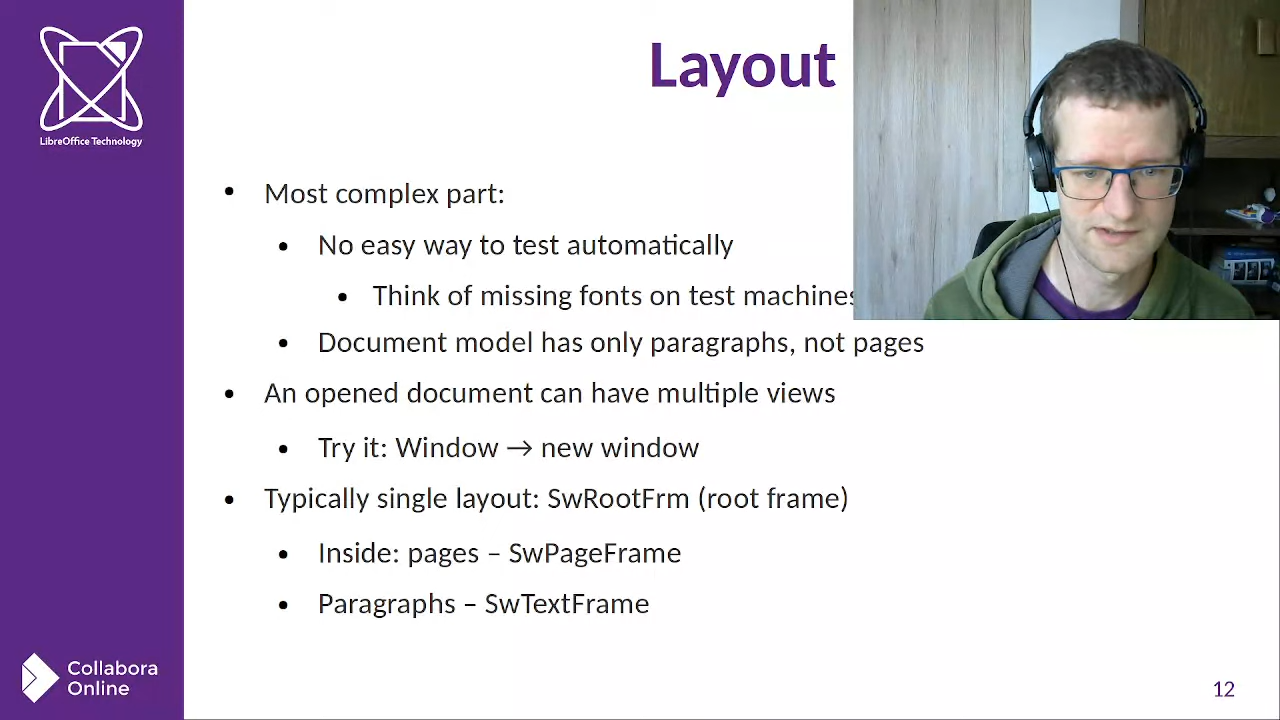 LibreOffice Technology
Layout
• Most complex part:
• No easy way to test automatically
• Think of missing fonts on test machines
• Document model has only paragraphs, not pages
• An opened document can have multiple views
• Try it: Window → new window
• Typically single layout: SwRootFrm (root frame)
• Inside: pages – SwPageFrame
• Paragraphs – SwTextFrame
Collabora
Online
12